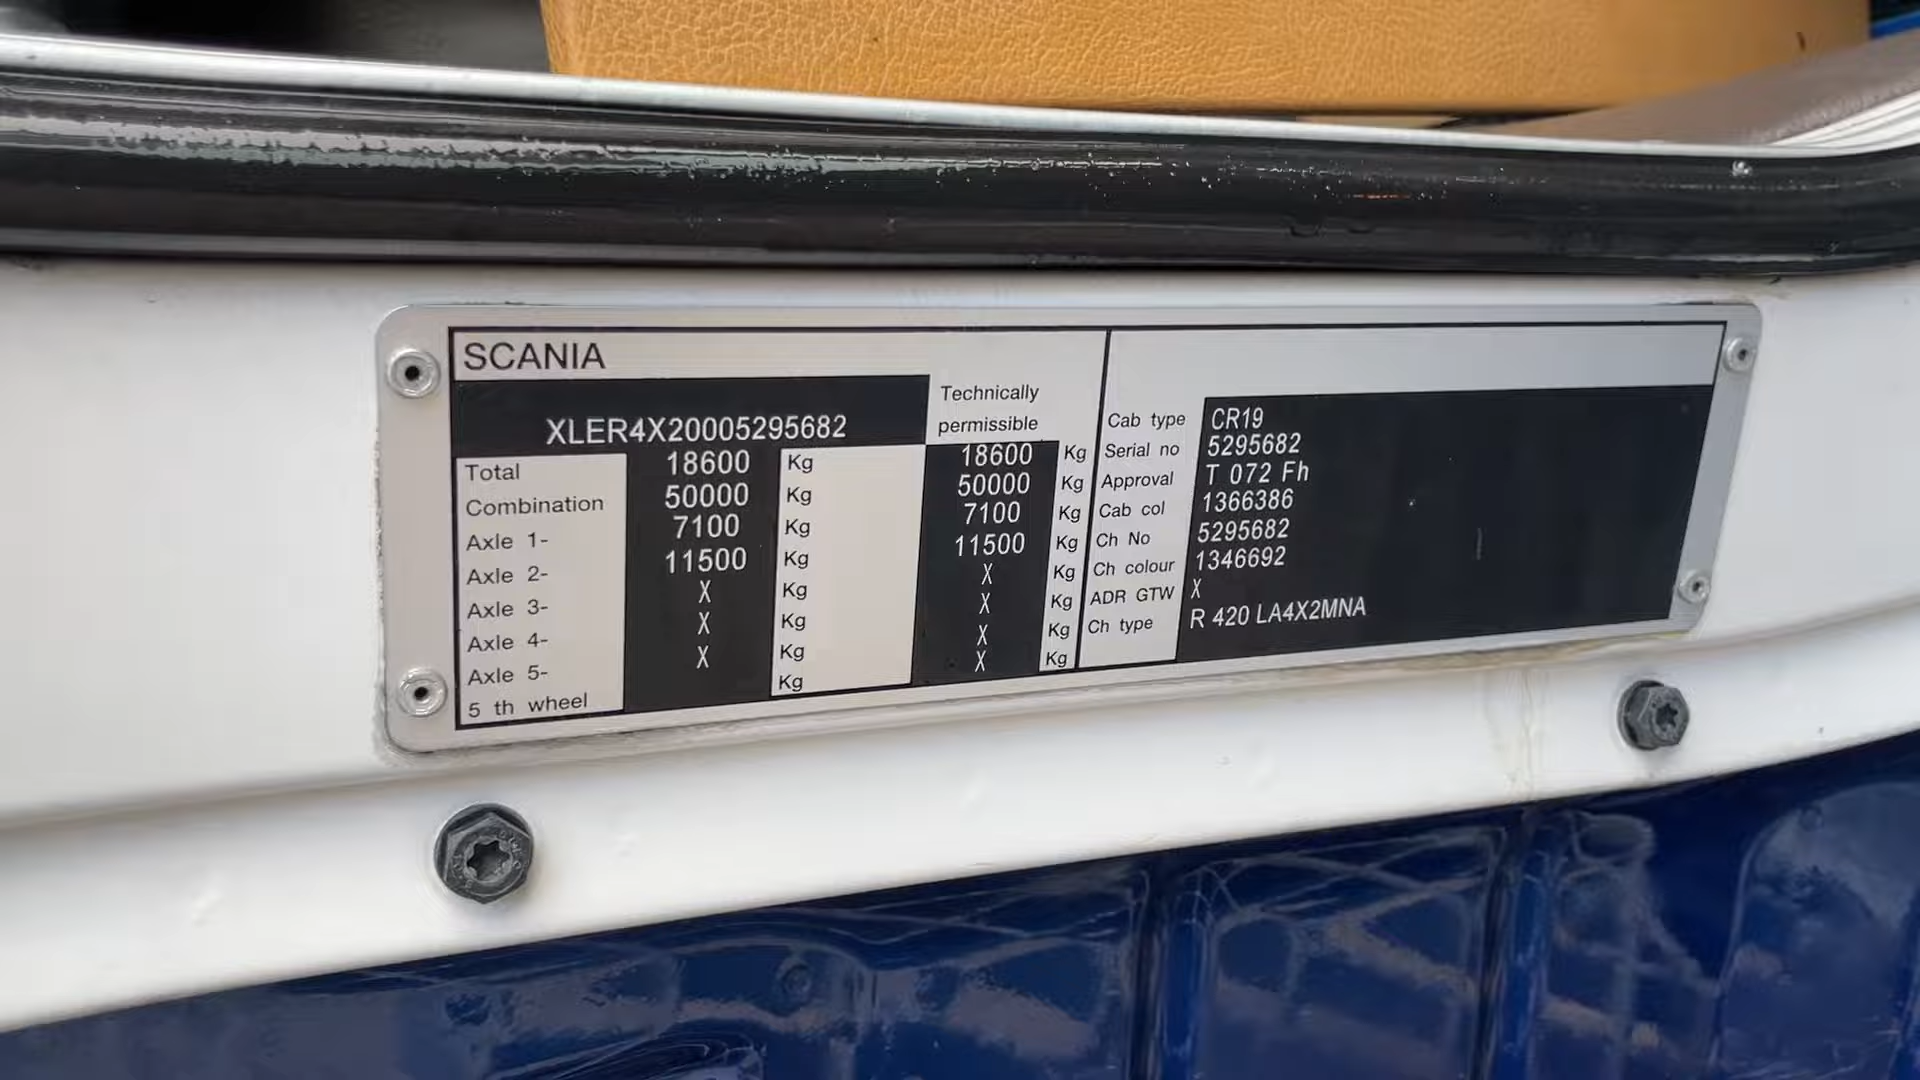 SCANIA
XLER4X20005295682
Technically
permissible
Total 18600 Kg 18600 Kg
Combination 50000 Kg 50000 Kg
Axle 1- 7100 Kg 7100 Kg
Axle 2- 11500 Kg 11500 Kg
Axle 3- X Kg X Kg
Axle 4- X Kg X Kg
Axle 5- X Kg X Kg
5 th wheel Kg X Kg
Cab type CR19
Serial no 5295682
Approval T 072 Fh
Cab col 1366386
Ch No 5295682
Ch colour 1346692
ADR GTW X
Ch type R 420 LA4X2MNA